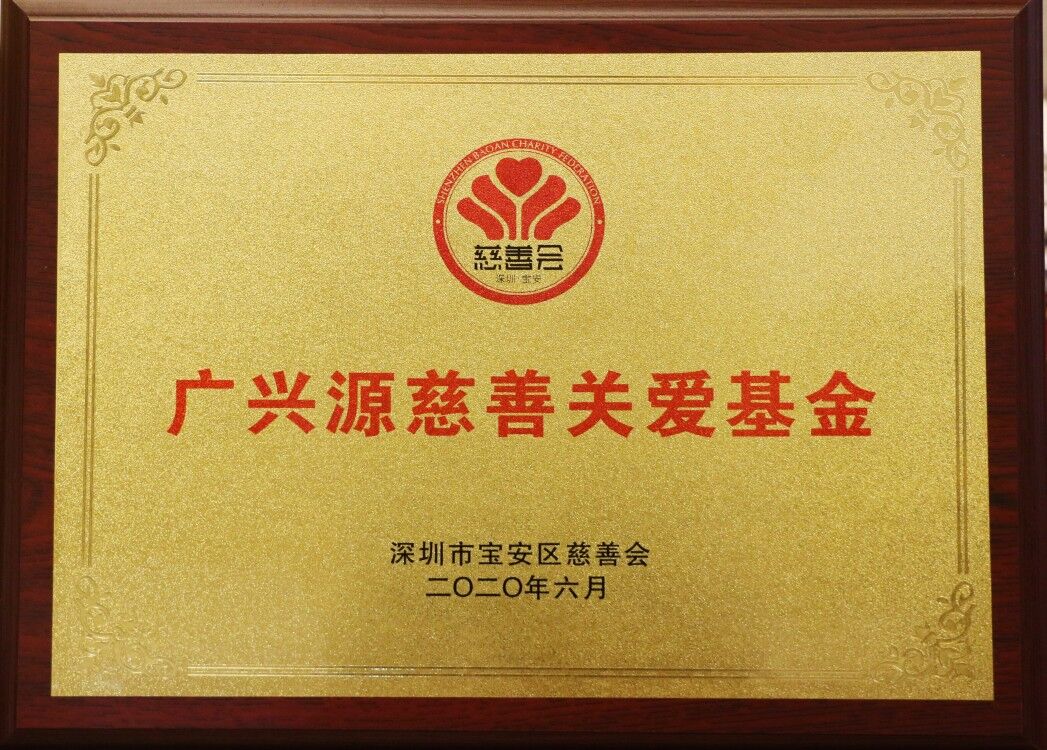 SHENZHEN BAOAN CHARITY FEDERATION
慈善会
深圳 宝安
广兴源慈善关爱基金
深圳市宝安区慈善会
二〇二〇年六月